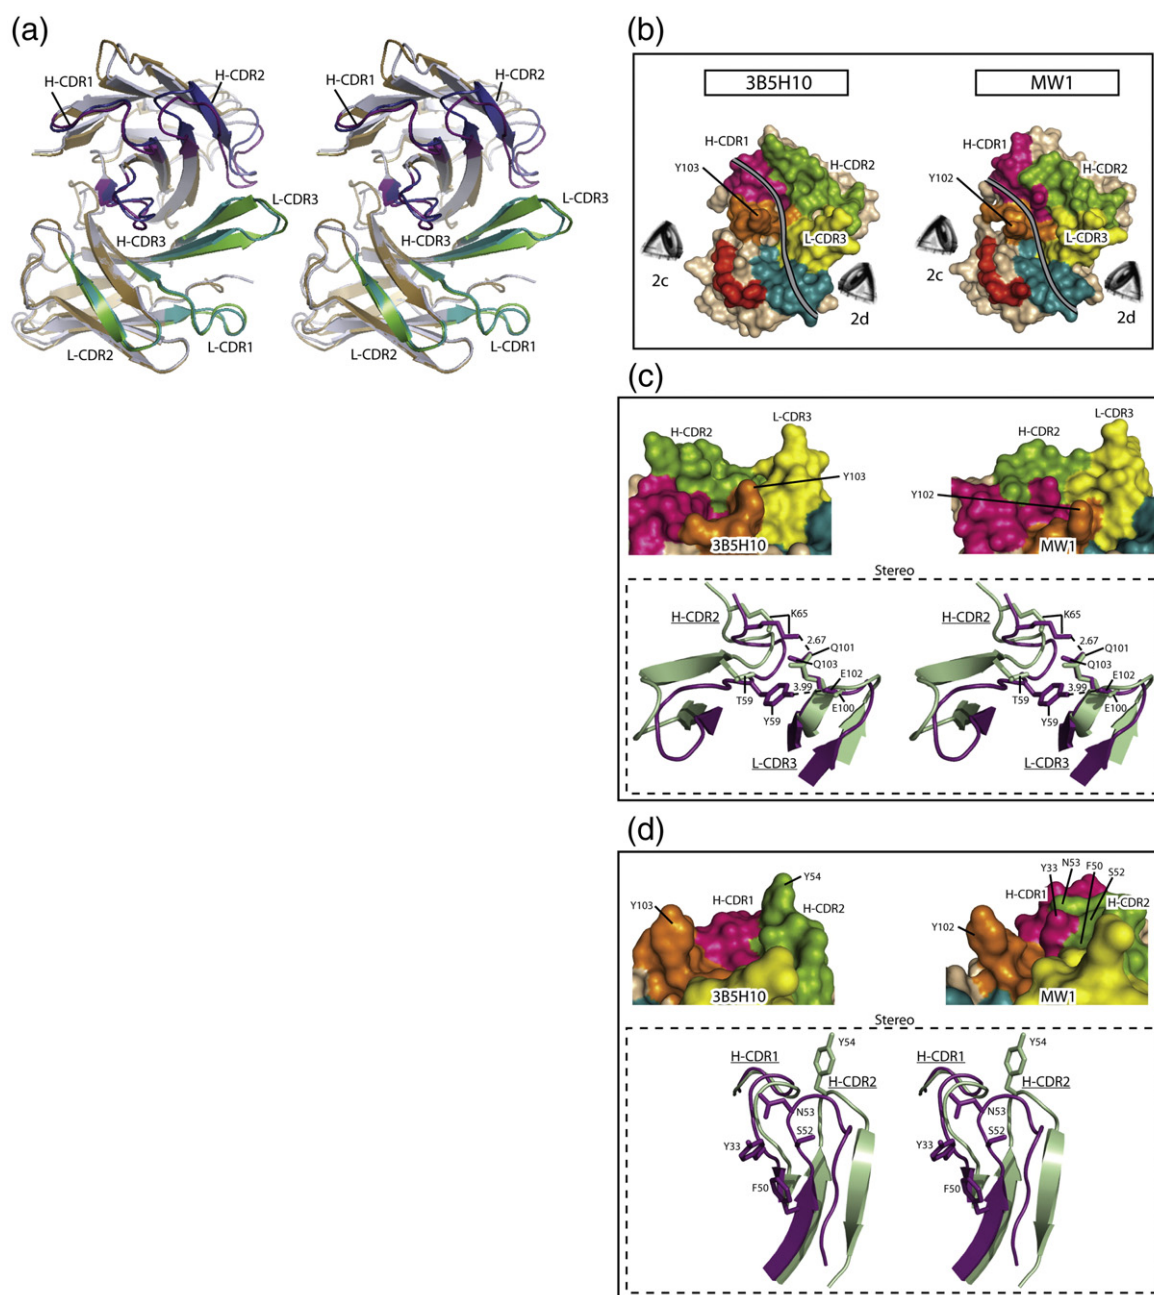 (a)
H-CDR1
H-CDR2
L-CDR3
H-CDR3
L-CDR2
L-CDR1
H-CDR1
H-CDR2
L-CDR3
H-CDR3
L-CDR2
L-CDR1
(b)
3B5H10
H-CDR1
Y103
H-CDR2
L-CDR3
2c
2d
MW1
H-CDR1
Y102
H-CDR2
L-CDR3
2c
2d
(c)
H-CDR2
L-CDR3
Y103
3B5H10
H-CDR2
L-CDR3
Y102
MW1
Stereo
H-CDR2
K65
2.67
Q101
Q103
3.99
E102
T59
E100
Y59
L-CDR3
H-CDR2
K65
2.67
Q101
Q103
3.99
E102
T59
E100
Y59
L-CDR3
(d)
Y54
Y103
H-CDR1
H-CDR2
3B5H10
Y33
N53
F50
S52
H-CDR1
H-CDR2
Y102
MW1
Stereo
Y54
H-CDR1
H-CDR2
N53
S52
Y33
F50
Y54
H-CDR1
H-CDR2
N53
S52
Y33
F50